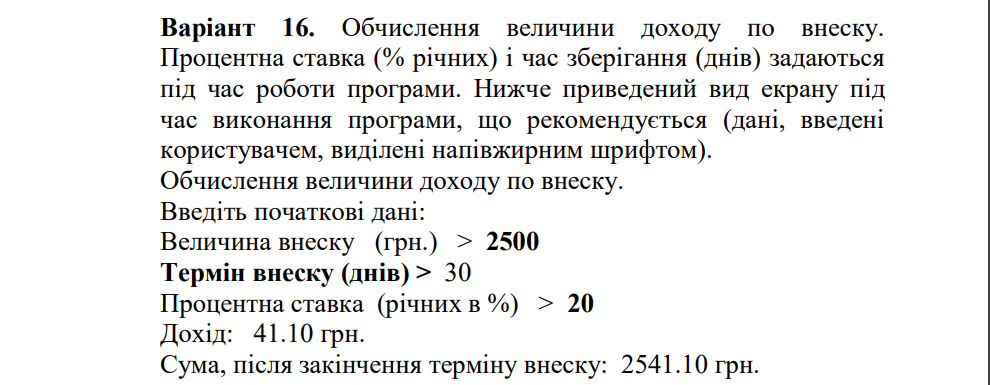 Варіант 16. Обчислення величини доходу по внеску.
Процентна ставка (% річних) і час зберігання (днів) задаються
під час роботи програми. Нижче приведений вид екрану під
час виконання програми, що рекомендується (дані, введені
користувачем, виділені напівжирним шрифтом).
Обчислення величини доходу по внеску.
Введіть початкові дані:
Величина внеску (грн.) > 2500
Термін внеску (днів) > 30
Процентна ставка (річних в %) > 20
Дохід: 41.10 грн.
Сума, після закінчення терміну внеску: 2541.10 грн.